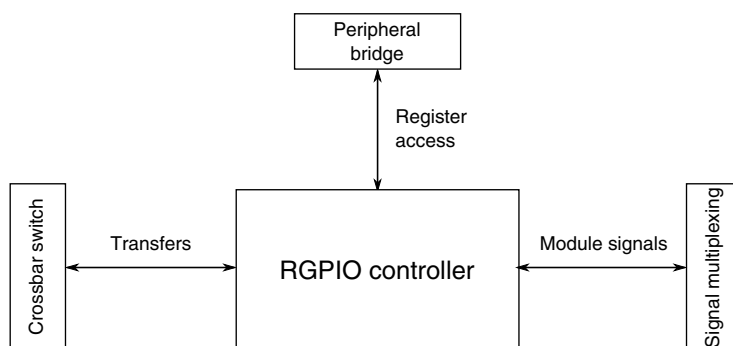 Peripheral
bridge
Register
access
Crossbar switch
Transfers
RGPIO controller
Module signals
Signal multiplexing